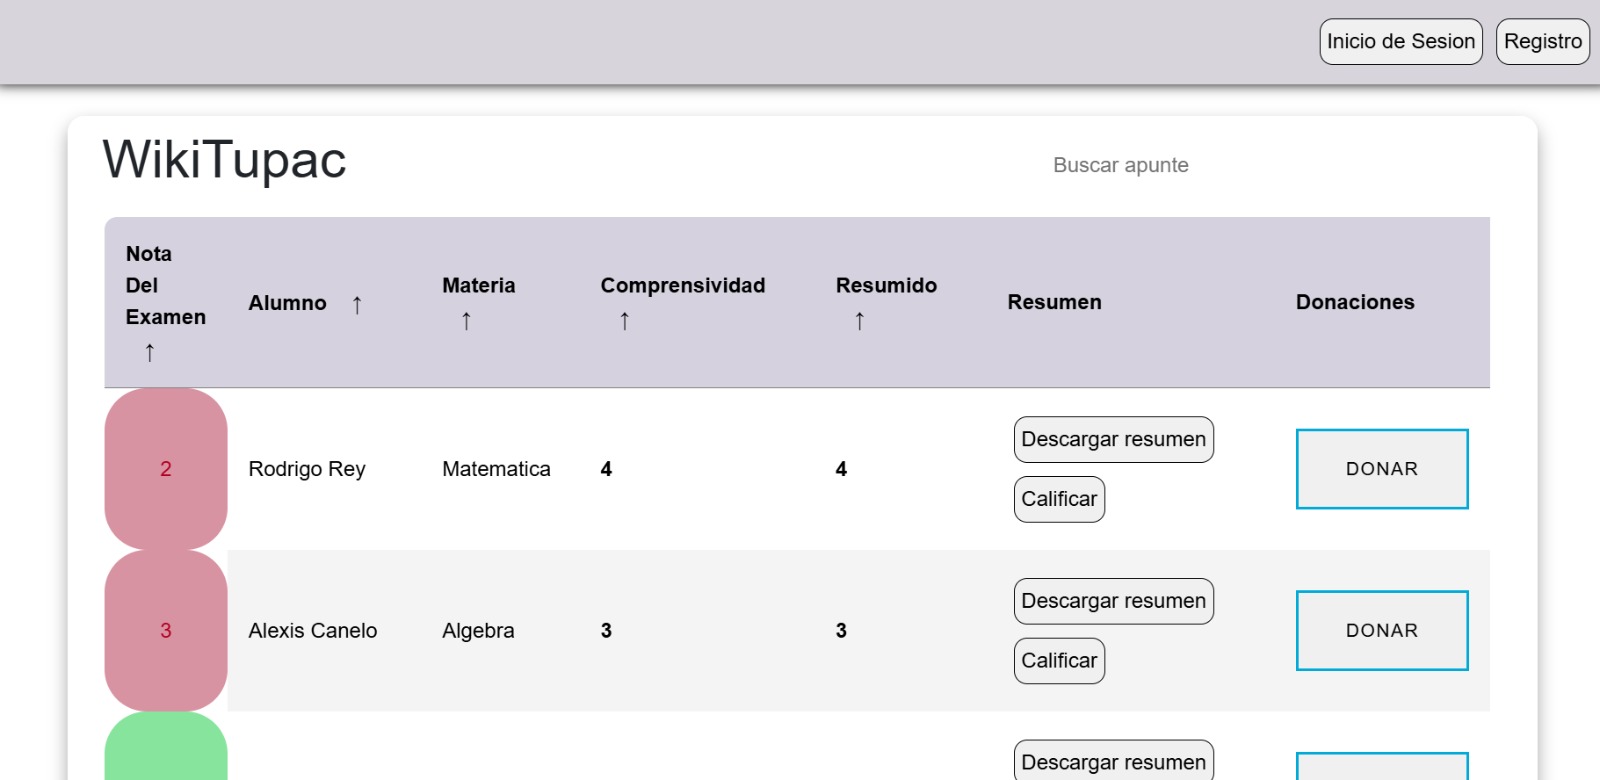 Inicio de Sesion
Registro
WikiTupac
Buscar apunte
Nota
Del
Examen
↑
Alumno ↑
Materia
↑
Comprensividad
↑
Resumido
↑
Resumen
Donaciones
2
Rodrigo Rey
Matematica
4
4
Descargar resumen
Calificar
DONAR
3
Alexis Canelo
Algebra
3
3
Descargar resumen
Calificar
DONAR
Descargar resumen